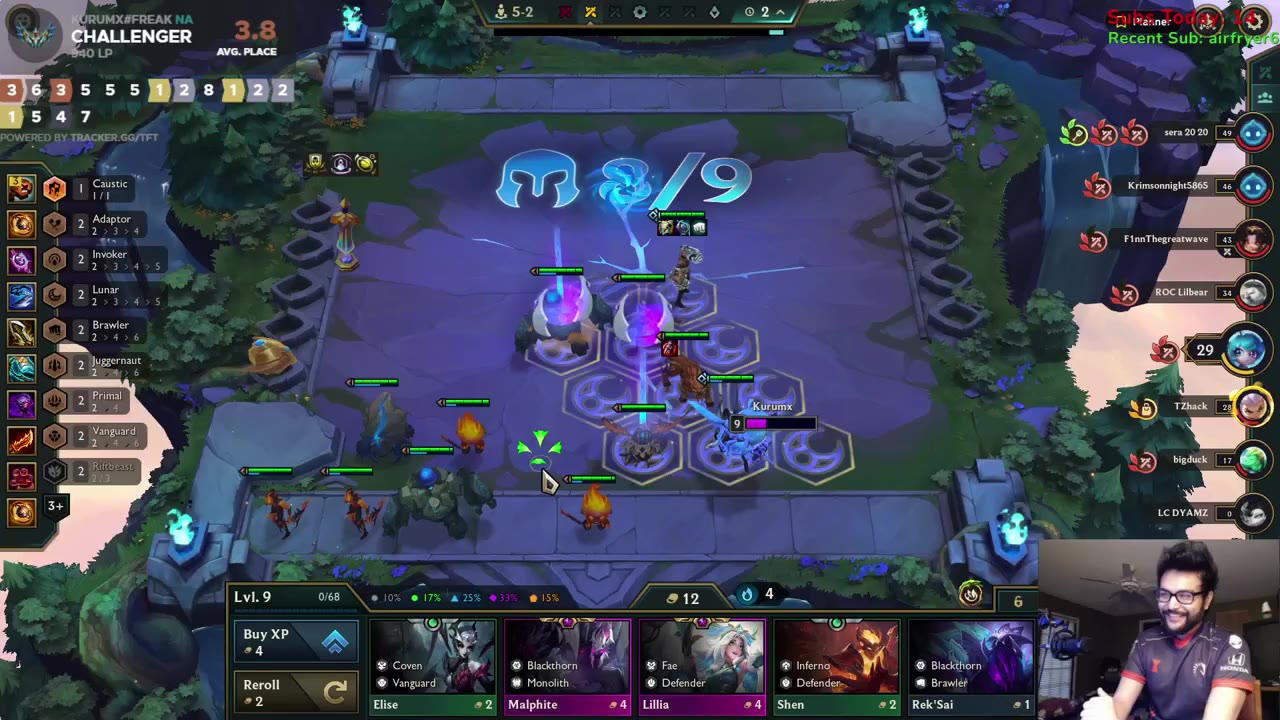 KURUMX#FREAK NA
CHALLENGER
940 LP
3.8
AVG. PLACE
3 6 3 5 5 5 1 2 8 1 2 2
1 5 4 7
POWERED BY TRACKER.GG/TFT
5-2
2
Planner
Subs Today: 14
Recent Sub: airfryer6
8/9
1 Caustic
1 / 1
2 Adaptor
2 > 3 > 4
2 Invoker
2 > 3 > 4 > 5
2 Lunar
2 > 3 > 4 > 5
2 Brawler
2 > 4 > 6
2 Juggernaut
2 > 4 > 6
2 Primal
2 > 4
2 Vanguard
2 > 4 > 6
2 Riftbeast
2 / 3
3+
sera 20 20 49
Krimsonnight5865 46
F1nnThegreatwave 43
ROC Lilbear 34
29
TZhack 28
bigduck 17
LC DYAMZ 0
Kurumx
9
Lvl. 9 0/68
10% 17% 25% 33% 15%
12
4
6
Buy XP
4
Reroll
2
Coven
Vanguard
Elise 2
Blackthorn
Monolith
Malphite 4
Fae
Defender
Lillia 4
Inferno
Defender
Shen 2
Blackthorn
Brawler
Rek'Sai 1
HONDA